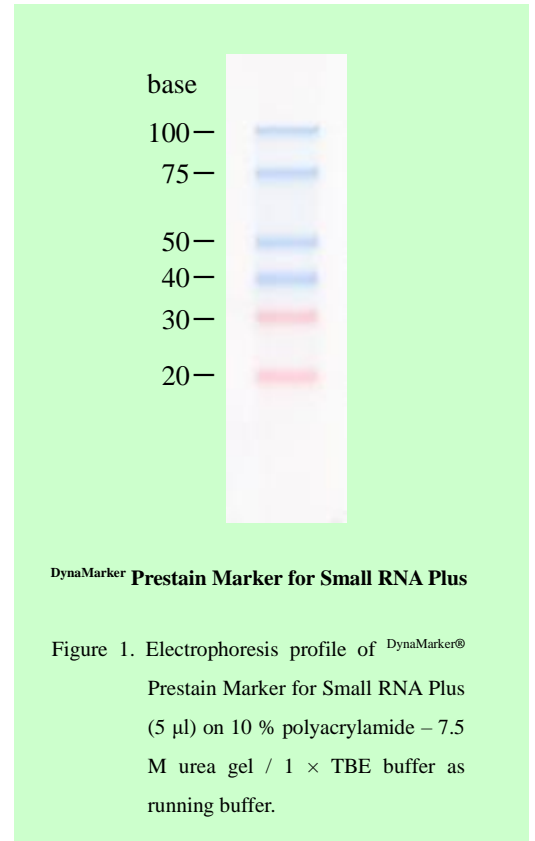 base
100
75
50
40
30
20
DynaMarker Prestain Marker for Small RNA Plus
Figure 1. Electrophoresis profile of DynaMarker®
Prestain Marker for Small RNA Plus
(5 μl) on 10 % polyacrylamide – 7.5
M urea gel / 1 × TBE buffer as
running buffer.